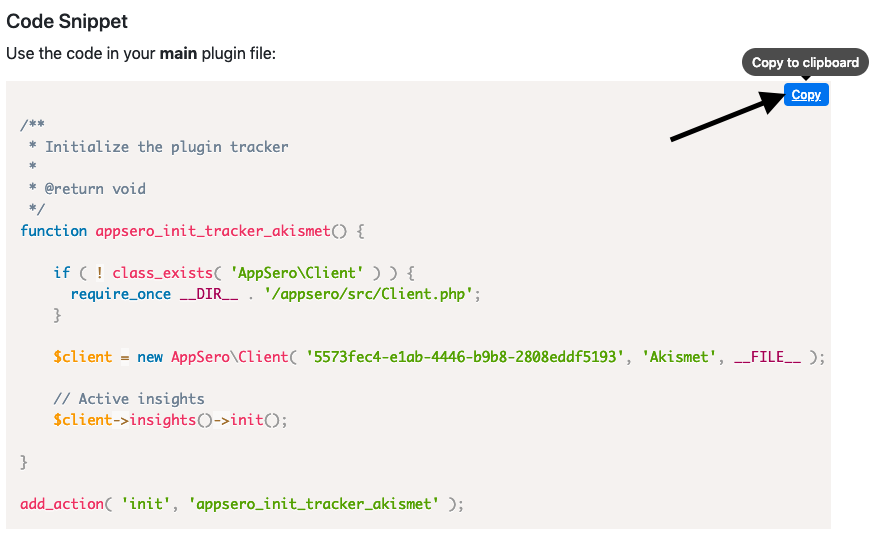 Code Snippet
Use the code in your main plugin file:
Copy to clipboard
Copy
/**
 * Initialize the plugin tracker
 *
 * @return void
 */
function appsero_init_tracker_akismet() {
    if ( ! class_exists( 'AppSero\Client' ) ) {
      require_once __DIR__ . '/appsero/src/Client.php';
    }
    $client = new AppSero\Client( '5573fec4-e1ab-4446-b9b8-2808eddf5193', 'Akismet', __FILE__ );
    // Active insights
    $client->insights()->init();
}
add_action( 'init', 'appsero_init_tracker_akismet' );